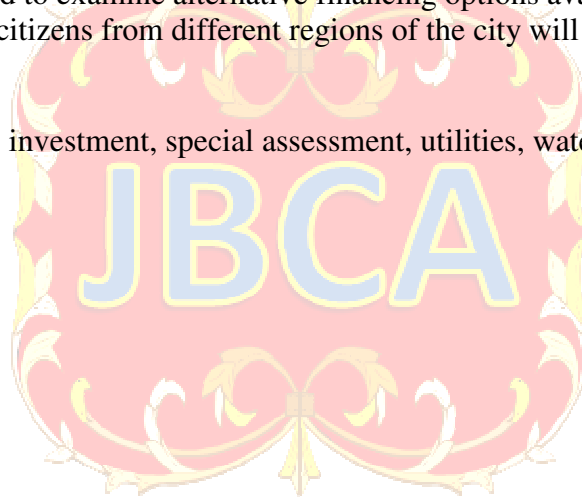 d to examine alternative financing options ava
citizens from different regions of the city will
investment, special assessment, utilities, wate
JBCA